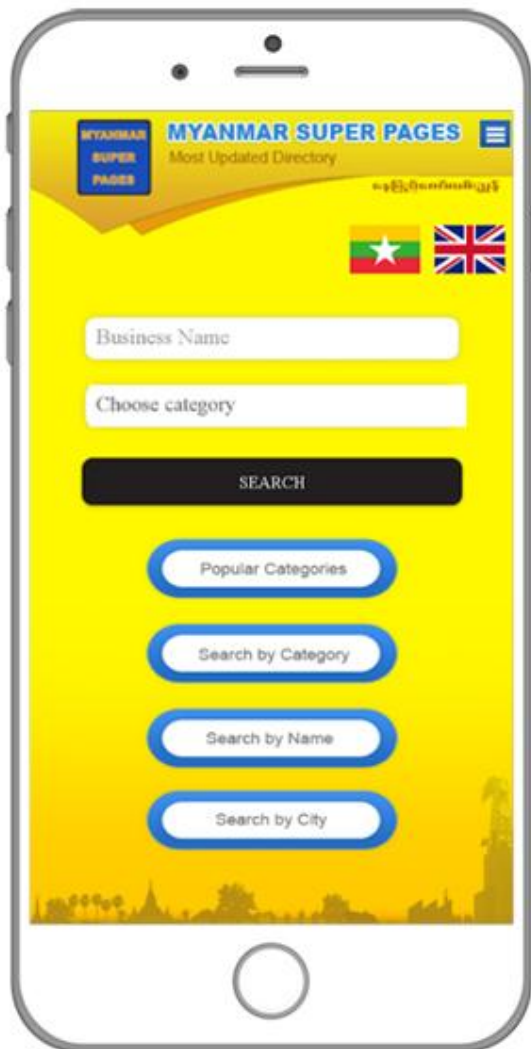 MYANMAR
SUPER
PAGES
MYANMAR SUPER PAGES
Most Updated Directory
Business Name
Choose category
SEARCH
Popular Categories
Search by Category
Search by Name
Search by City